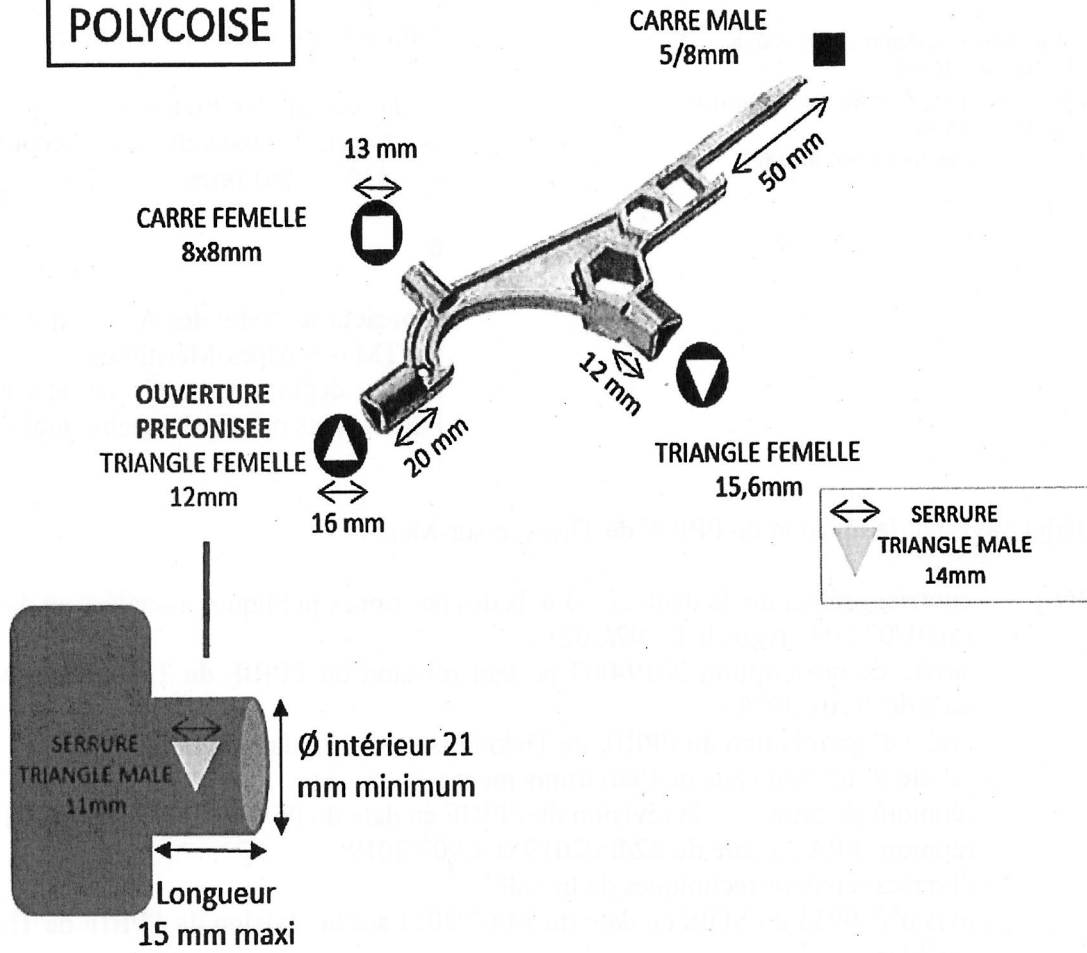 POLYCOISE
CARRE MALE
5/8mm
50 mm
13 mm
CARRE FEMELLE
8x8mm
12 mm
20 mm
OUVERTURE
PRECONISEE
TRIANGLE FEMELLE
12mm
16 mm
TRIANGLE FEMELLE
15,6mm
SERRURE
TRIANGLE MALE
14mm
SERRURE
TRIANGLE MALE
11mm
Ø intérieur 21
mm minimum
Longueur
15 mm maxi